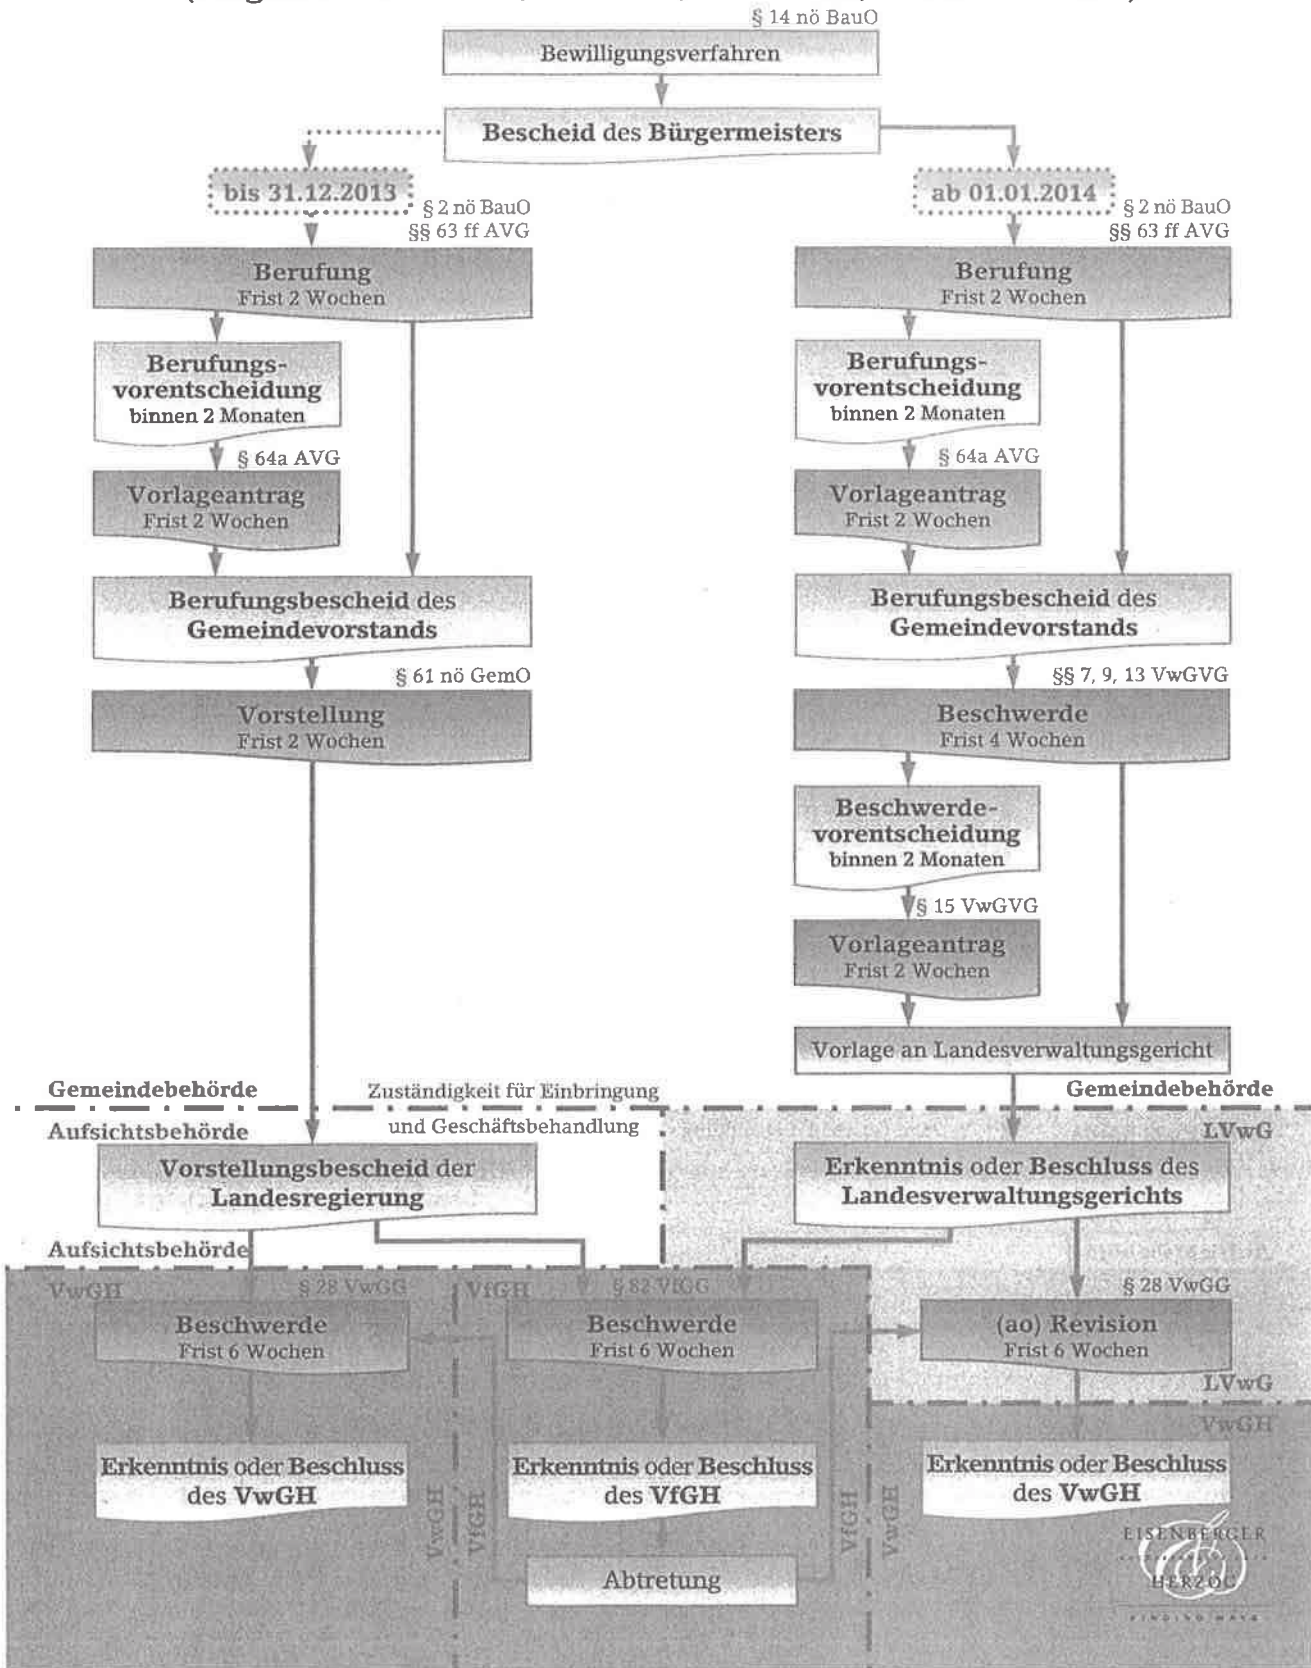 § 14 nö BauO
Bewilligungsverfahren
Bescheid des Bürgermeisters
bis 31.12.2013
§ 2 nö BauO
§§ 63 ff AVG
Berufung
Frist 2 Wochen
Berufungs-
vorentscheidung
binnen 2 Monaten
§ 64a AVG
Vorlageantrag
Frist 2 Wochen
Berufungsbescheid des
Gemeindevorstands
§ 61 nö GemO
Vorstellung
Frist 2 Wochen
ab 01.01.2014
§ 2 nö BauO
§§ 63 ff AVG
Berufung
Frist 2 Wochen
Berufungs-
vorentscheidung
binnen 2 Monaten
§ 64a AVG
Vorlageantrag
Frist 2 Wochen
Berufungsbescheid des
Gemeindevorstands
§§ 7, 9, 13 VwGVG
Beschwerde
Frist 4 Wochen
Beschwerde-
vorentscheidung
binnen 2 Monaten
§ 15 VwGVG
Vorlageantrag
Frist 2 Wochen
Vorlage an Landesverwaltungsgericht
Gemeindebehörde
Zuständigkeit für Einbringung
und Geschäftsbehandlung
Gemeindebehörde
Aufsichtsbehörde
LVwG
Vorstellungsbescheid der
Landesregierung
Erkenntnis oder Beschluss des
Landesverwaltungsgerichts
Aufsichtsbehörde
VwGH
§ 28 VwGG
VfGH
§ 82 VfGG
§ 28 VwGG
Beschwerde
Frist 6 Wochen
Beschwerde
Frist 6 Wochen
(ao) Revision
Frist 6 Wochen
LVwG
VwGH
Erkenntnis oder Beschluss
des VwGH
Erkenntnis oder Beschluss
des VfGH
Erkenntnis oder Beschluss
des VwGH
VwGH
VfGH
VfGH
VwGH
Abtretung
EISENBERGER
HERZOG